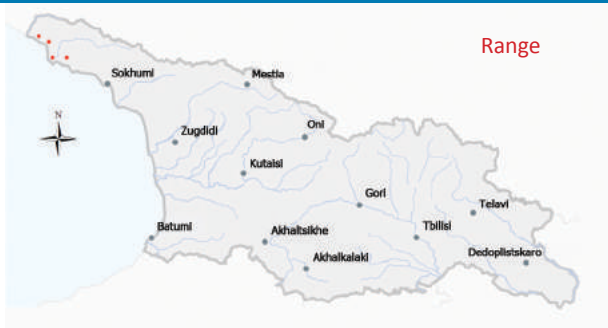 Range
Sokhumi
Mestia
N
Oni
Zugdidi
Kutaisi
Gori
Telavi
Batumi
Akhaltsikhe
Tbilisi
Akhalkalaki
Dedoplistskaro